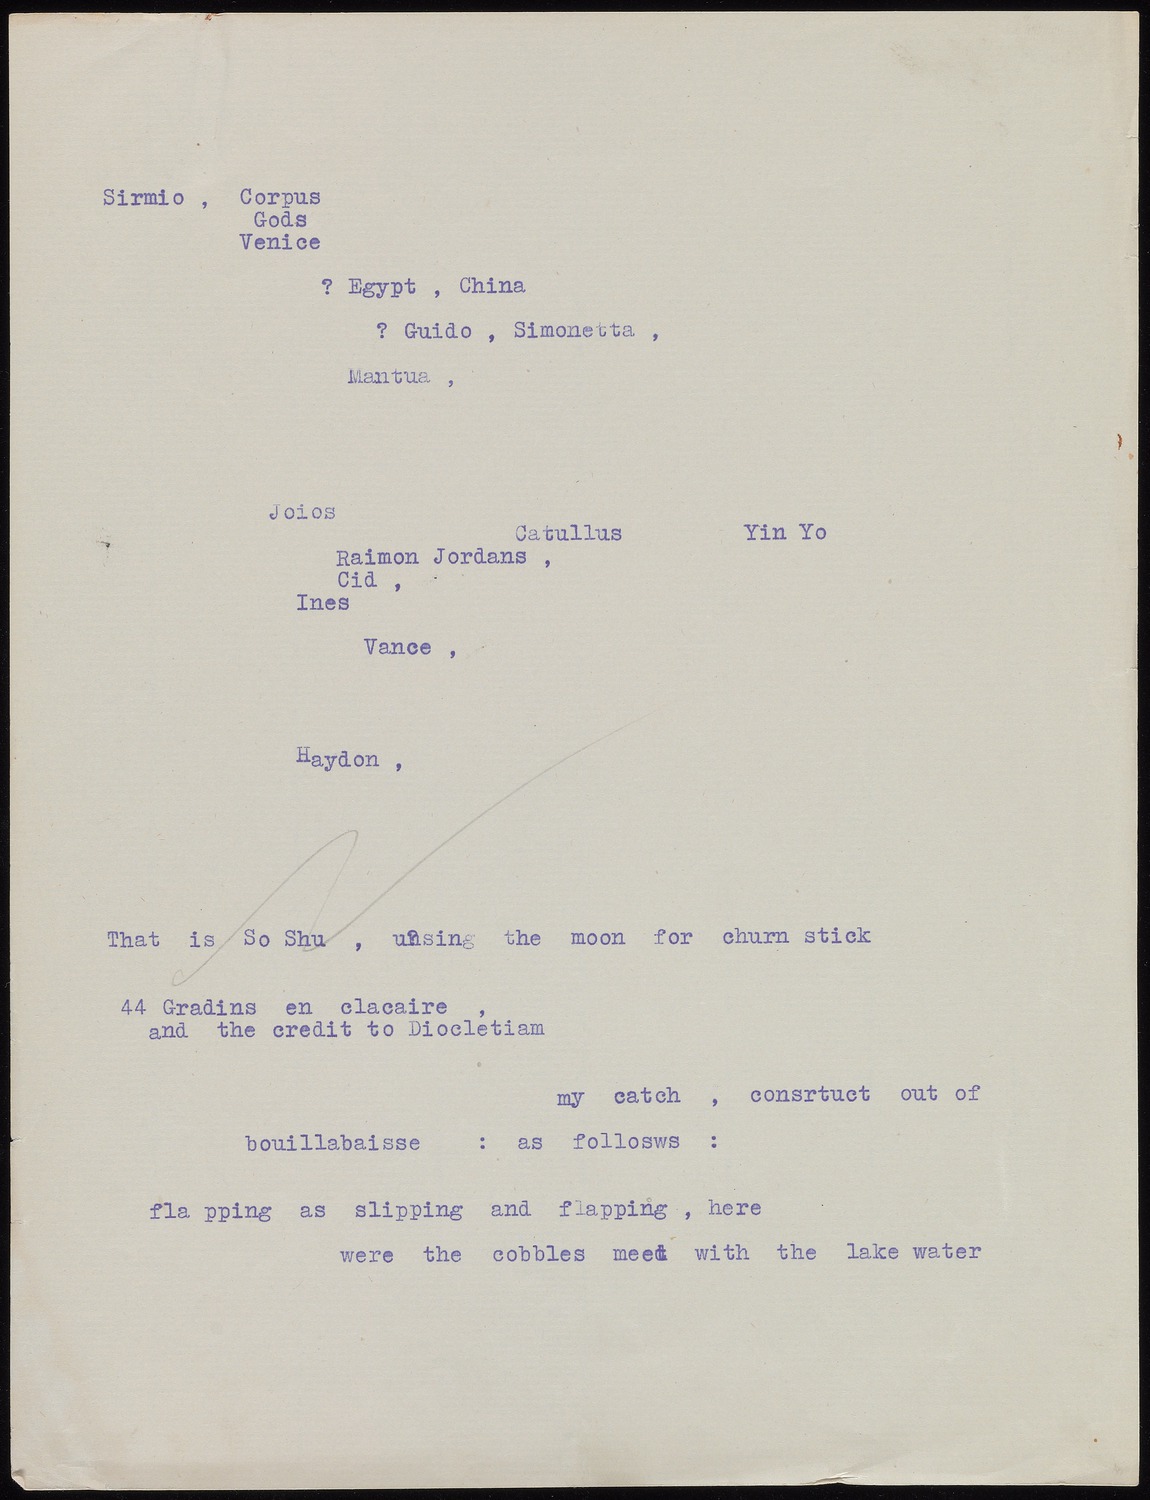 Sirmio , Corpus
Gods
Venice
? Egypt , China
? Guido , Simonetta ,
Mantua ,
Joios
Catullus Yin Yo
Raimon Jordans ,
Cid ,
Ines
Vance ,
Haydon ,
That is So Shu , using the moon for churn stick
44 Gradins en clacaire ,
and the credit to Diocletiam
my catch , consrtuct out of
bouillabaisse : as follosws :
fla pping as slipping and flapping , here
were the cobbles meet with the lake water